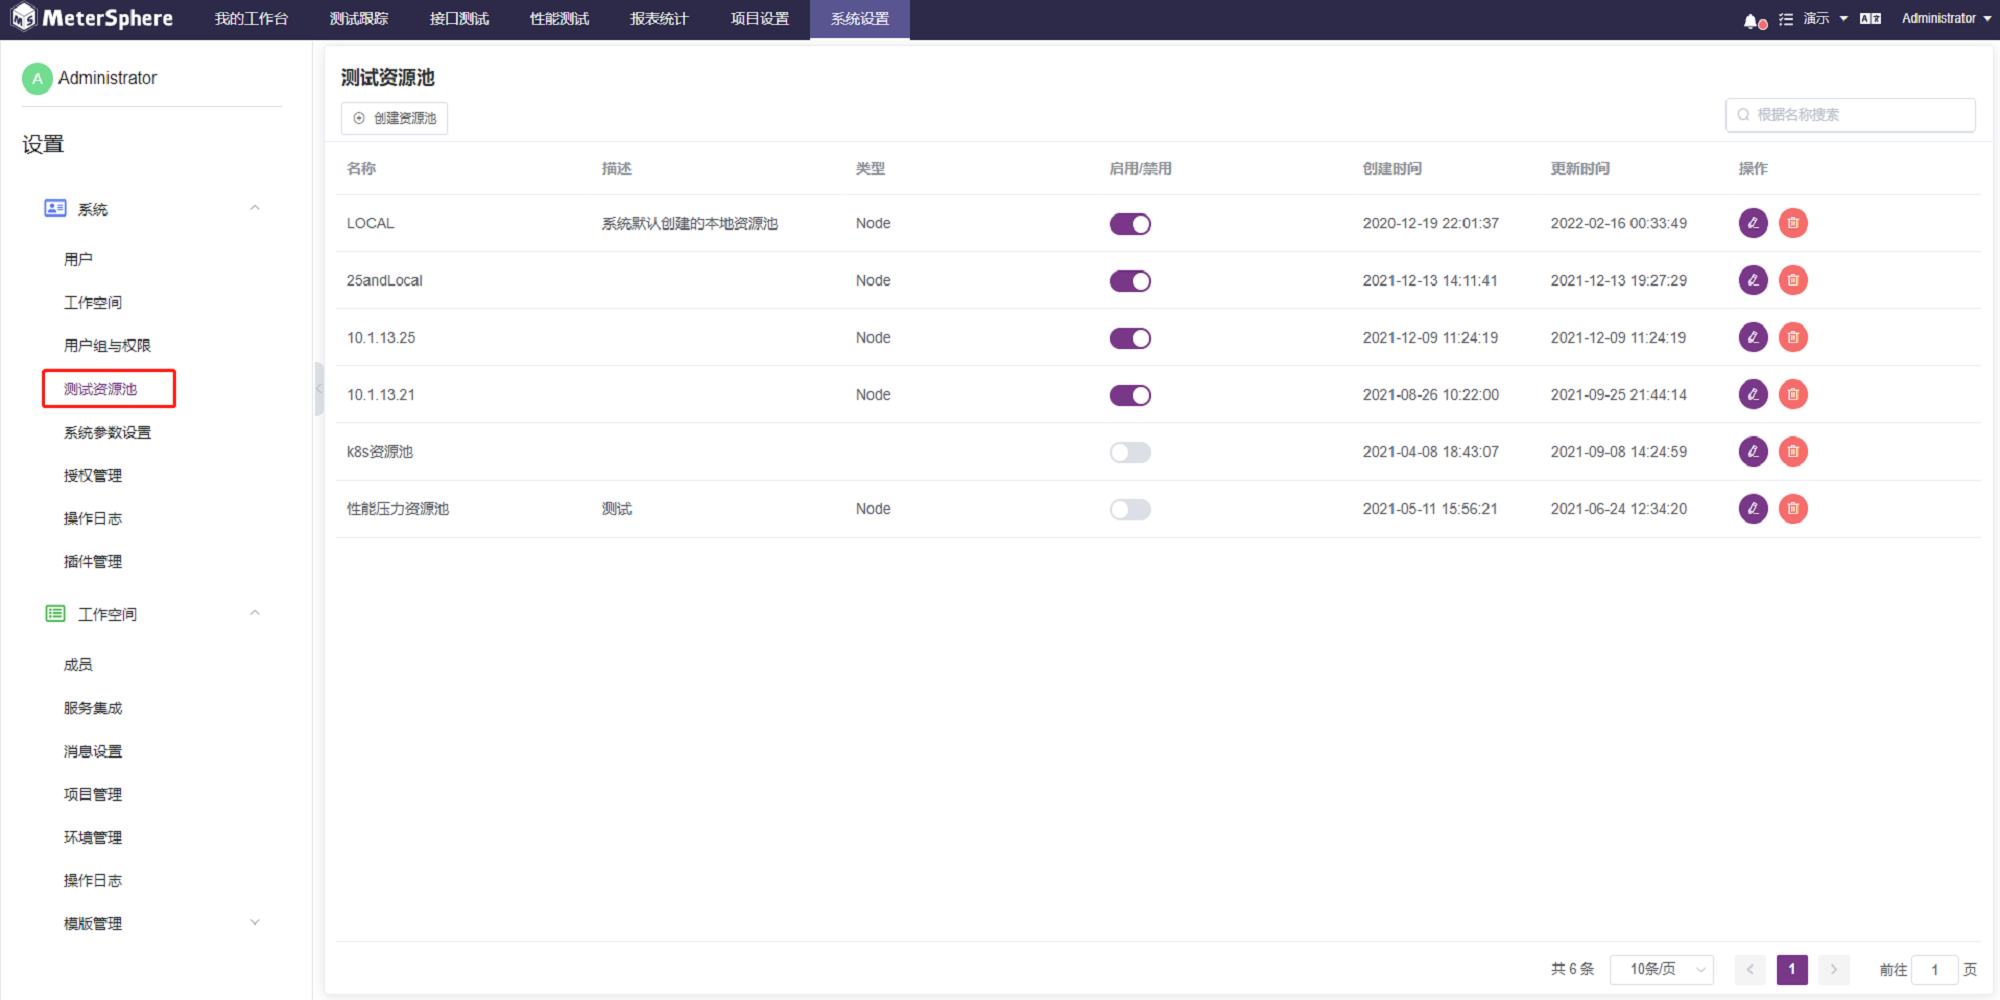 MeterSphere 我的工作台 测试跟踪 接口测试 性能测试 报表统计 项目设置 系统设置 演示 Administrator
A Administrator
设置
系统
用户
工作空间
用户组与权限
测试资源池
系统参数设置
授权管理
操作日志
插件管理
工作空间
成员
服务集成
消息设置
项目管理
环境管理
操作日志
模版管理
测试资源池
创建资源池
根据名称搜索
名称 描述 类型 启用/禁用 创建时间 更新时间 操作
LOCAL 系统默认创建的本地资源池 Node 2020-12-19 22:01:37 2022-02-16 00:33:49
25andLocal Node 2021-12-13 14:11:41 2021-12-13 19:27:29
10.1.13.25 Node 2021-12-09 11:24:19 2021-12-09 11:24:19
10.1.13.21 Node 2021-08-26 10:22:00 2021-09-25 21:44:14
k8s资源池 2021-04-08 18:43:07 2021-09-08 14:24:59
性能压力资源池 测试 Node 2021-05-11 15:56:21 2021-06-24 12:34:20
共 6 条 10条/页 1 前往 1 页